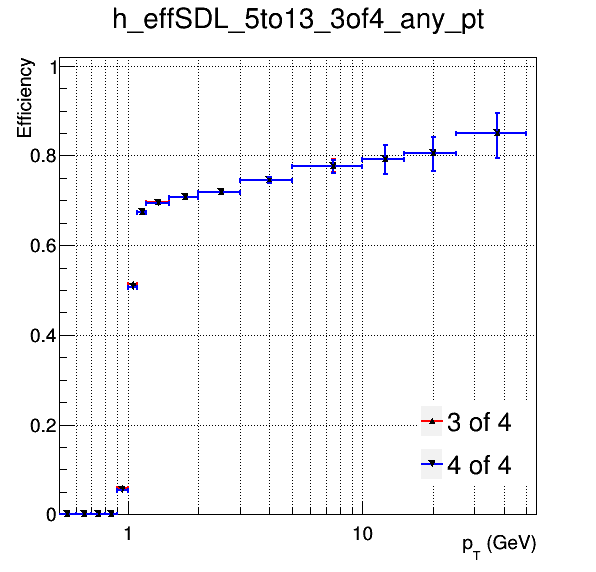 h_effSDL_5to13_3of4_any_pt
Efficiency
1
0.8
0.6
0.4
0.2
0
3 of 4
4 of 4
1
10
p_T (GeV)